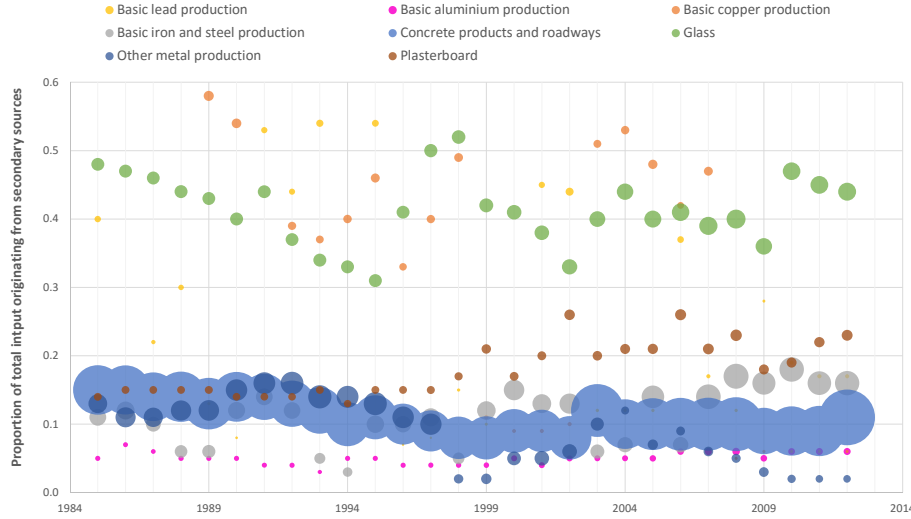 Basic lead production Basic aluminium production Basic copper production
Basic iron and steel production Concrete products and roadways Glass
Other metal production Plasterboard
Proportion of total intput originating from secondary sources
0.6
0.5
0.4
0.3
0.2
0.1
0.0
1984 1989 1994 1999 2004 2009 2014